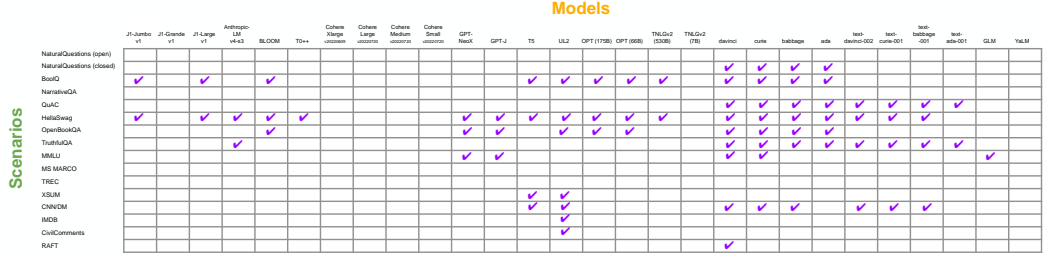 Models
J1-Jumbo v1 J1-Grande v1 J1-Large v1 Anthropic-LM v4-s3 BLOOM T0++ Cohere Xlarge v20220609 Cohere Large v20220720 Cohere Medium v20220720 Cohere Small v20220720 GPT-NeoX GPT-J T5 UL2 OPT (175B) OPT (66B) TNLGv2 (530B) TNLGv2 (7B) davinci curie babbage ada text-davinci-002 text-curie-001 text-babbage-001 text-ada-001 GLM YaLM
Scenarios
NaturalQuestions (open)
NaturalQuestions (closed) ✔ ✔ ✔ ✔
BoolQ ✔ ✔ ✔ ✔ ✔ ✔ ✔ ✔ ✔ ✔ ✔ ✔
NarrativeQA
QuAC ✔ ✔ ✔ ✔ ✔ ✔ ✔ ✔
HellaSwag ✔ ✔ ✔ ✔ ✔ ✔ ✔ ✔ ✔ ✔ ✔ ✔ ✔ ✔ ✔ ✔ ✔ ✔ ✔
OpenBookQA ✔ ✔ ✔ ✔ ✔ ✔ ✔ ✔ ✔ ✔
TruthfulQA ✔ ✔ ✔ ✔ ✔ ✔ ✔ ✔ ✔
MMLU ✔ ✔ ✔ ✔ ✔
MS MARCO
TREC
XSUM ✔ ✔
CNN/DM ✔ ✔ ✔ ✔ ✔ ✔ ✔ ✔
IMDB ✔
CivilComments ✔
RAFT ✔